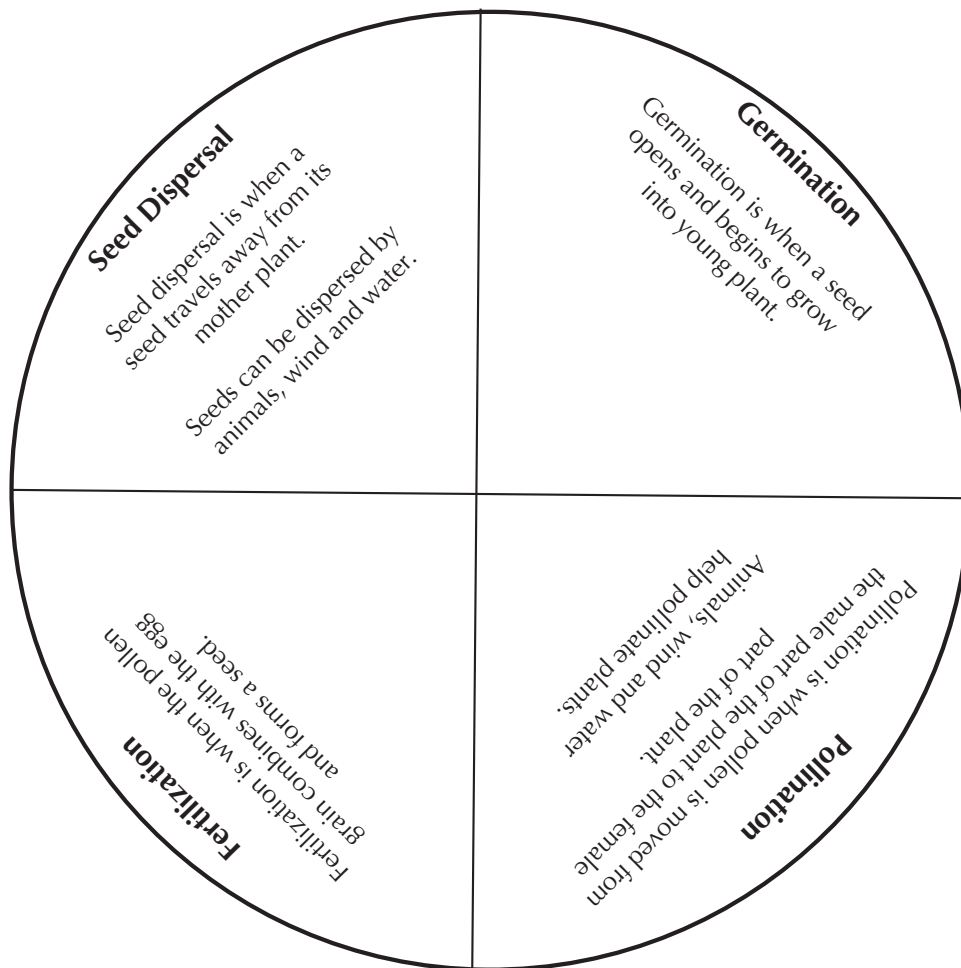 Germination
Germination is when a seed
opens and begins to grow
into young plant.
Pollination
Pollination is when pollen is moved from
the male part of the plant to the female
part of the plant.
Animals, wind and water
help pollinate plants.
Fertilization
Fertilization is when the pollen
grain combines with the egg
and forms a seed.
Seed Dispersal
Seed dispersal is when a
seed travels away from its
mother plant.
Seeds can be dispersed by
animals, wind and water.